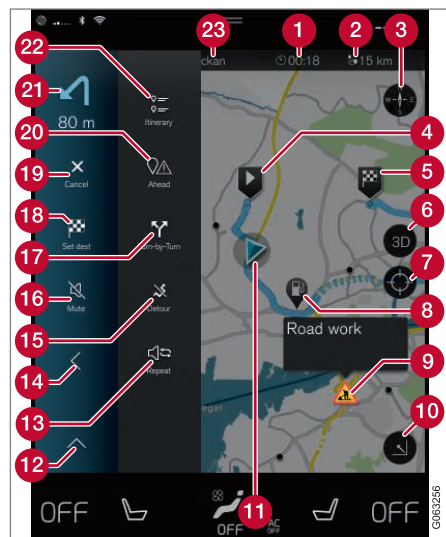 23
1
2
3
22
ckan
00:18
15 km
21
80 m
Itinerary
W
E
20
4
5
19
Cancel
Ahead
6
18
Set dest
17
Turn-by-Turn
3D
7
16
Mute
15
Detour
8
Road work
14
13
Repeat
9
egat
12
10
11
OFF
OFF
AC
OFF
OFF
G063256